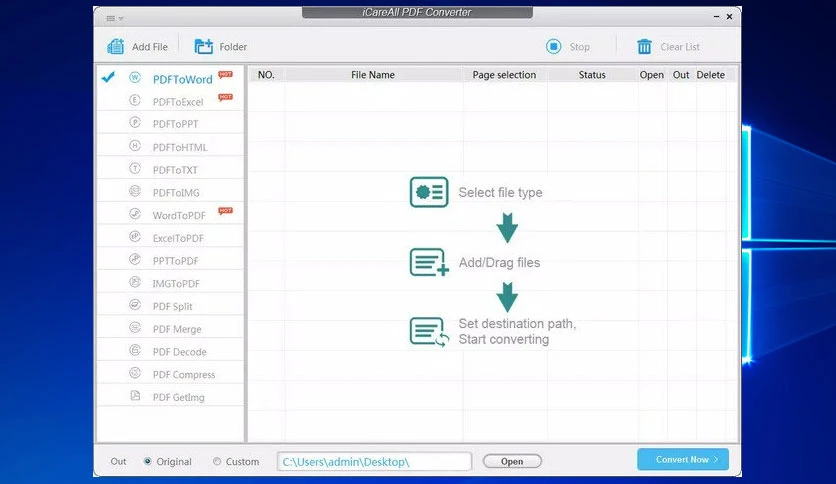 iCareAll PDF Converter
Add File
Folder
Stop
Clear List
PDFToWord HOT
PDFToExcel HOT
PDFToPPT
PDFToHTML
PDFToTXT
PDFToIMG
WordToPDF HOT
ExcelToPDF
PPTToPDF
IMGToPDF
PDF Split
PDF Merge
PDF Decode
PDF Compress
PDF GetImg
NO. File Name Page selection Status Open Out Delete
Select file type
Add/Drag files
Set destination path,
Start converting
Out Original Custom C:\Users\admin\Desktop\ Open Convert Now >